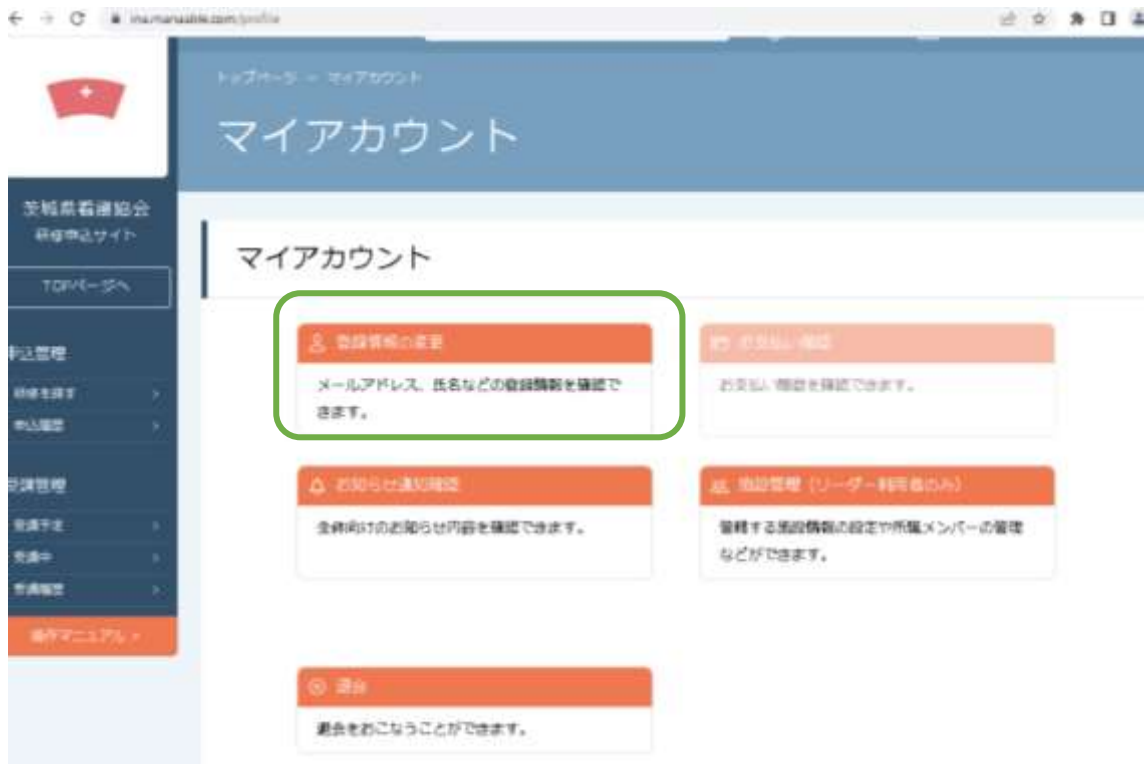 ina.manaable.com/profile
トップページ − マイアカウント
マイアカウント
茨城県看護協会
研修申込サイト
TOPページへ
申込管理
研修を探す
申込履歴
受講管理
受講予定
受講中
受講履歴
操作マニュアル >
マイアカウント
登録情報の変更
メールアドレス、氏名などの登録情報を確認で
きます。
お支払い確認
お支払い履歴を確認できます。
お知らせ通知確認
全体向けのお知らせ内容を確認できます。
施設管理（リーダー利用者のみ）
管轄する施設情報の設定や所属メンバーの管理
などができます。
退会
退会をおこなうことができます。